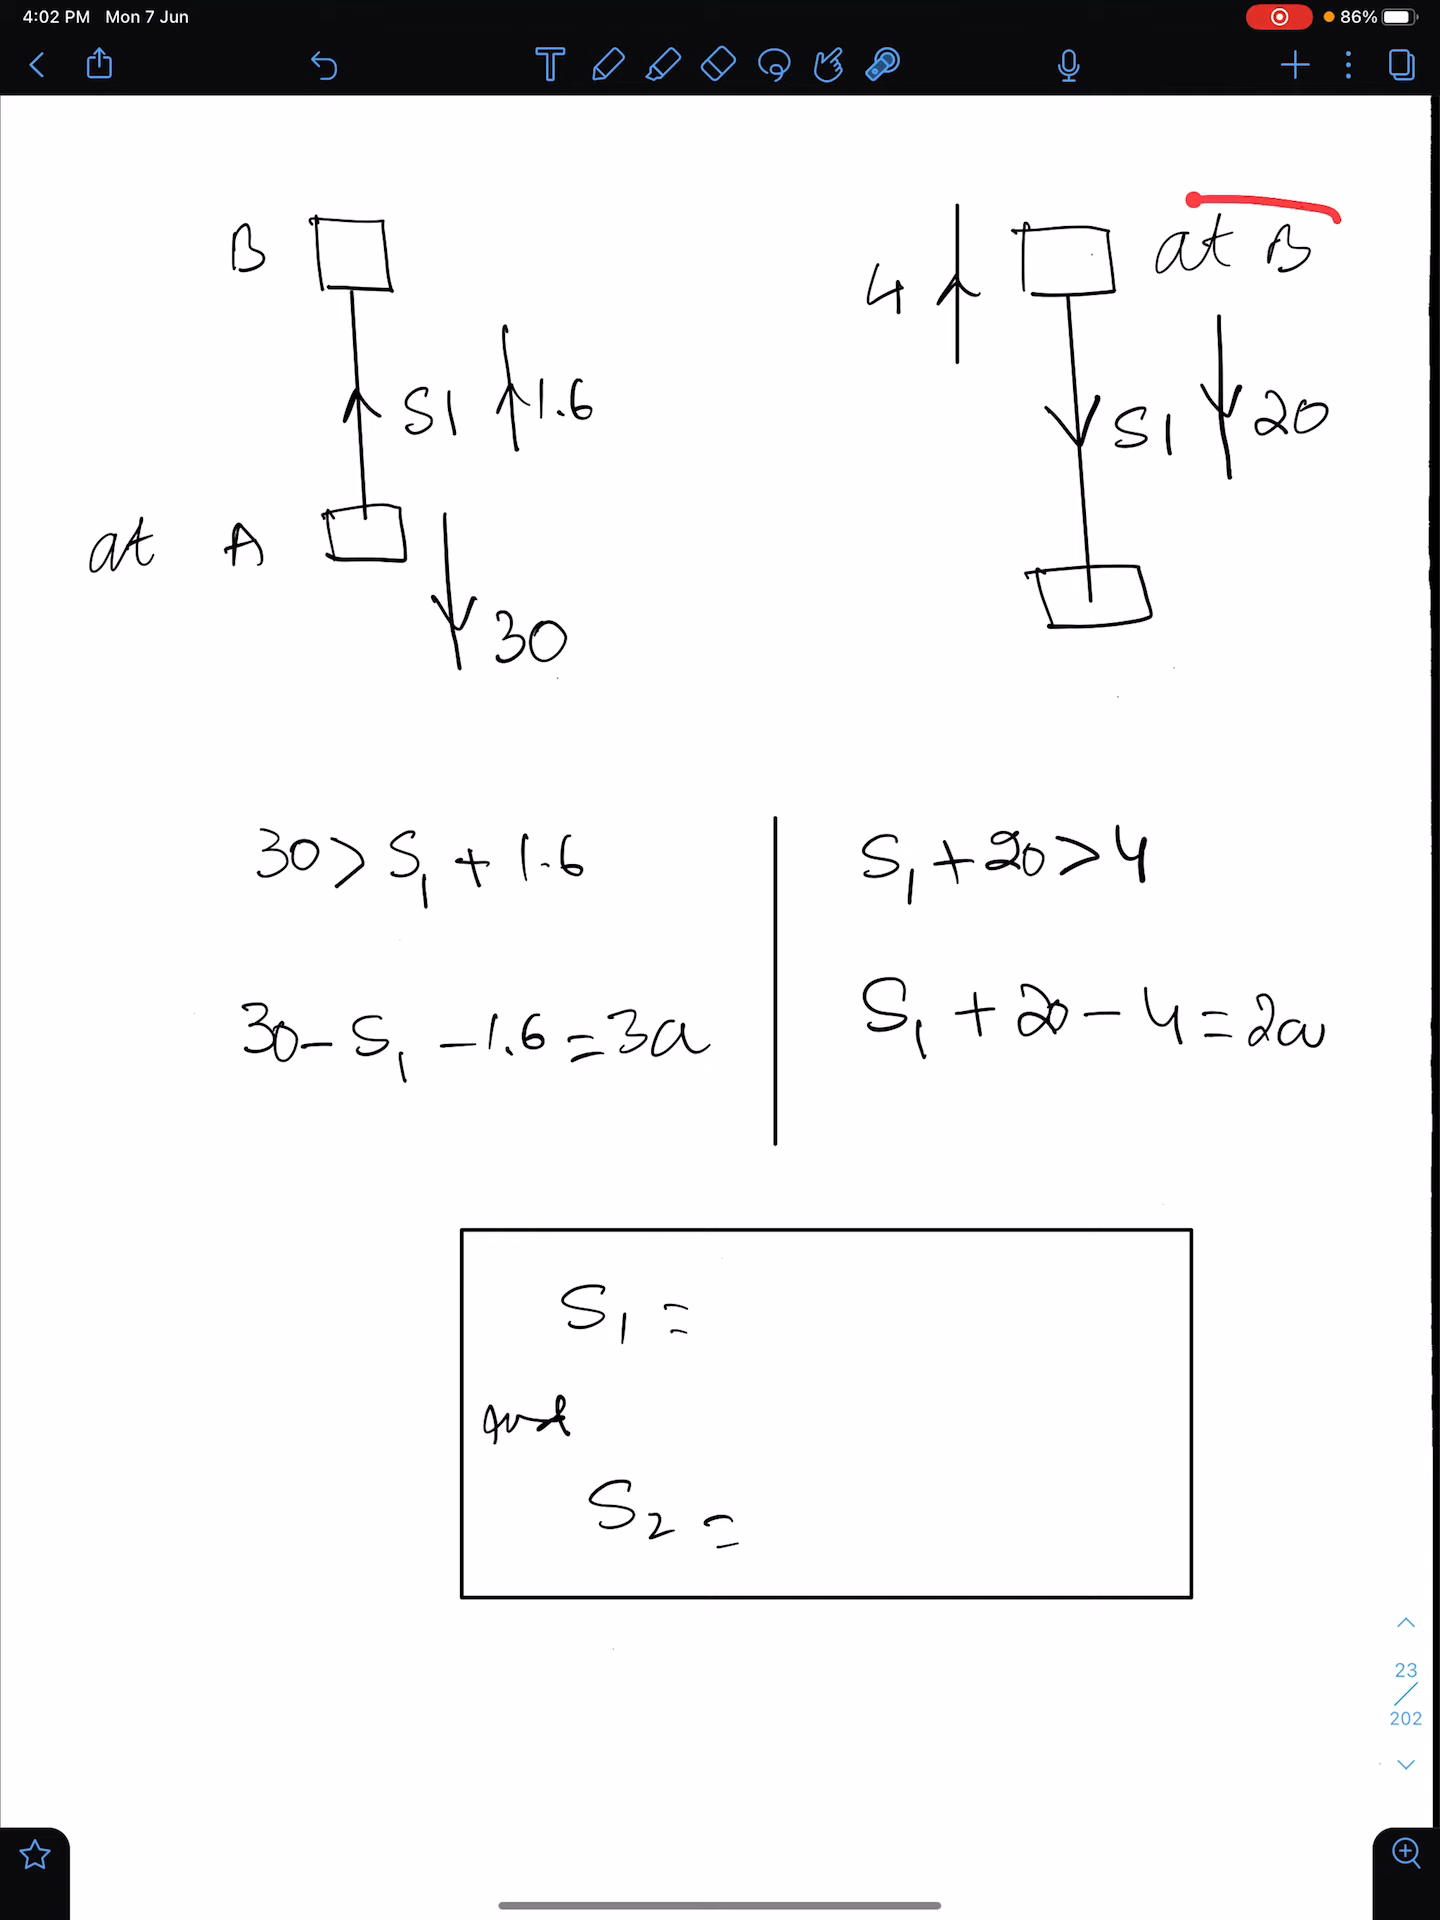 4:02 PM Mon 7 Jun
86%
B
S1
1.6
at A
30
4
at B
S1
20
30 > S₁ + 1.6
30 - S₁ - 1.6 = 3a
S₁ + 20 > 4
S₁ + 20 - 4 = 2a
S₁ =
and
S₂ =
23
/
202